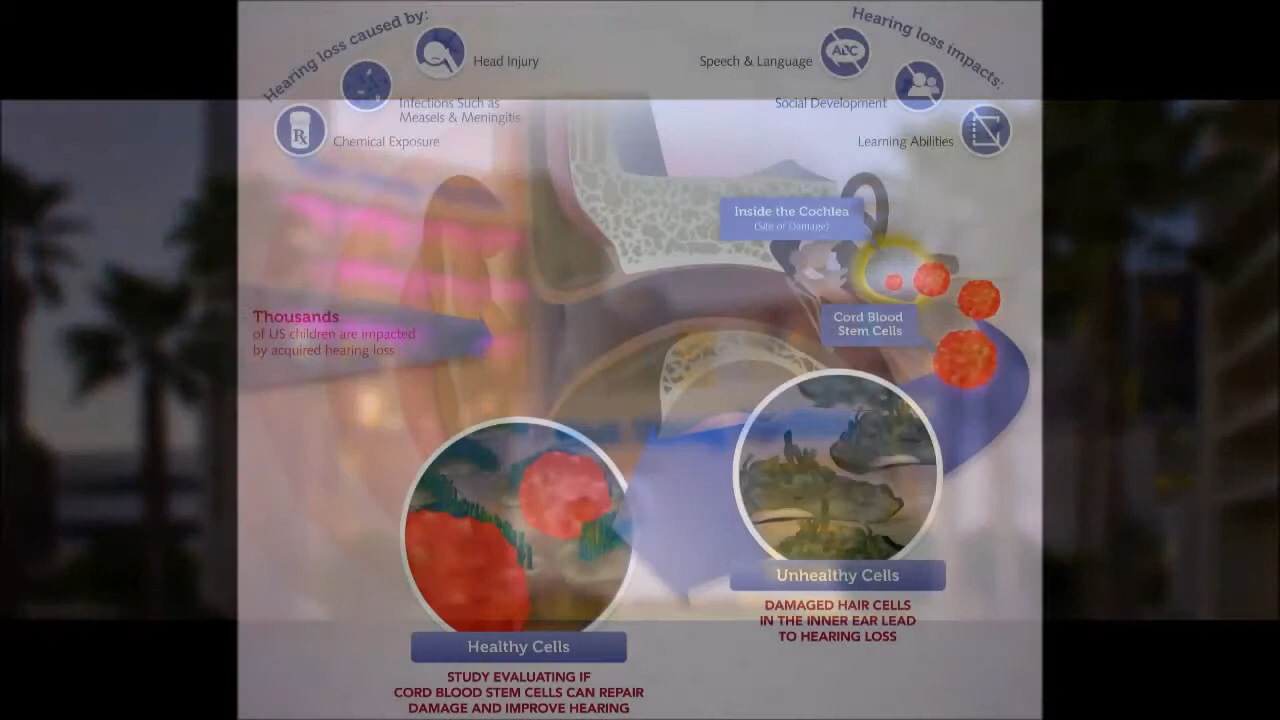 Hearing loss caused by:
Head Injury
Infections Such as
Measels & Meningitis
Chemical Exposure
Rx
Hearing loss impacts:
Speech & Language
ABC
Social Development
Learning Abilities
Inside the Cochlea
(Site of Damage)
Cord Blood
Stem Cells
Thousands
of US children are impacted
by acquired hearing loss
Unhealthy Cells
DAMAGED HAIR CELLS
IN THE INNER EAR LEAD
TO HEARING LOSS
Healthy Cells
STUDY EVALUATING IF
CORD BLOOD STEM CELLS CAN REPAIR
DAMAGE AND IMPROVE HEARING